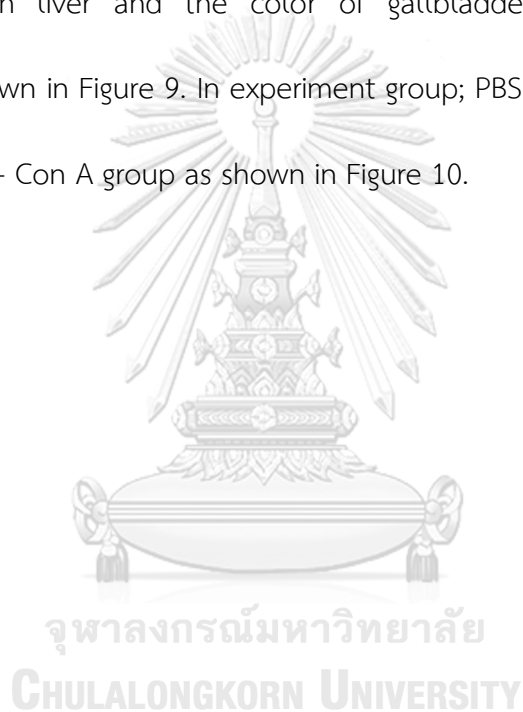 liver and the color of gallbladde
wn in Figure 9. In experiment group; PBS
- Con A group as shown in Figure 10.
จุฬาลงกรณ์มหาวิทยาลัย
CHULALONGKORN UNIVERSITY